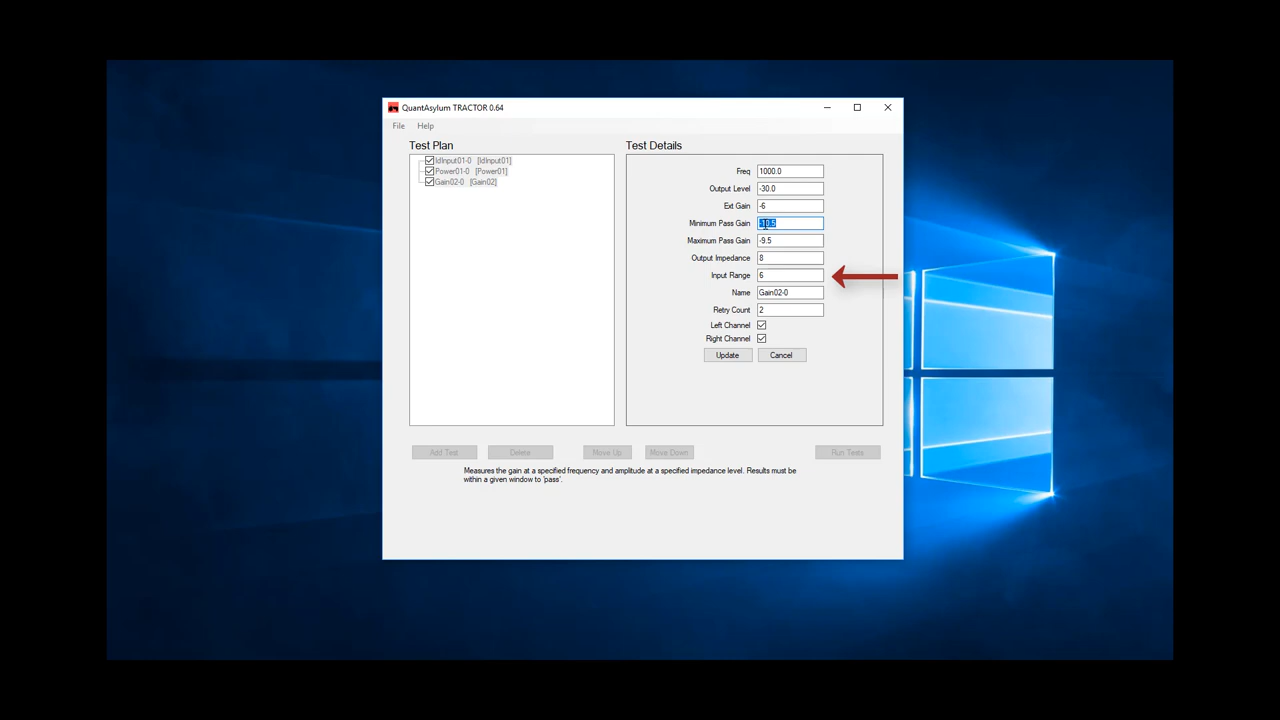 QuantAsylum TRACTOR 0.64
File Help
Test Plan
Test Details
IdInput01-0 [IdInput01]
Power01-0 [Power01]
Gain02-0 [Gain02]
Freq 1000.0
Output Level -30.0
Ext Gain -6
Minimum Pass Gain -10.5
Maximum Pass Gain -9.5
Output Impedance 8
Input Range 6
Name Gain02-0
Retry Count 2
Left Channel
Right Channel
Update Cancel
Add Test Delete Move Up Move Down Run Tests
Measures the gain at a specified frequency and amplitude at a specified impedance level. Results must be
within a given window to 'pass'.